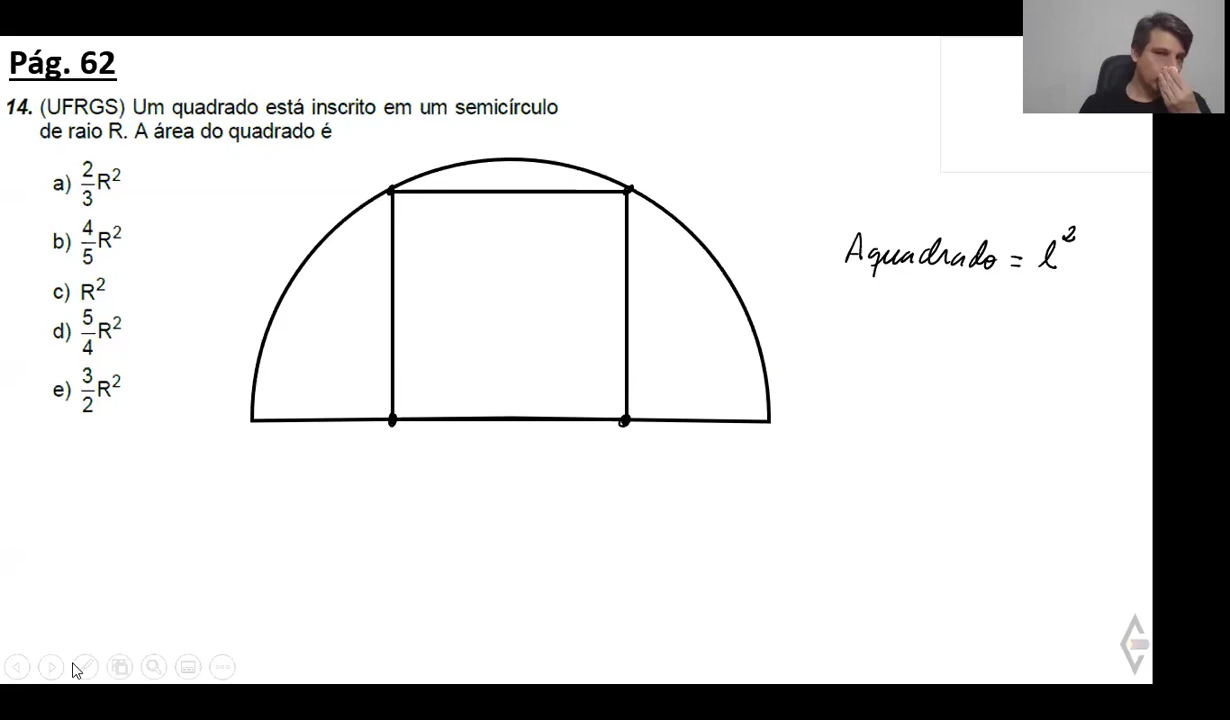 Pág. 62
14. (UFRGS) Um quadrado está inscrito em um semicírculo
de raio R. A área do quadrado é
a) 2/3 R²
b) 4/5 R²
c) R²
d) 5/4 R²
e) 3/2 R²
Aquadrado = l²